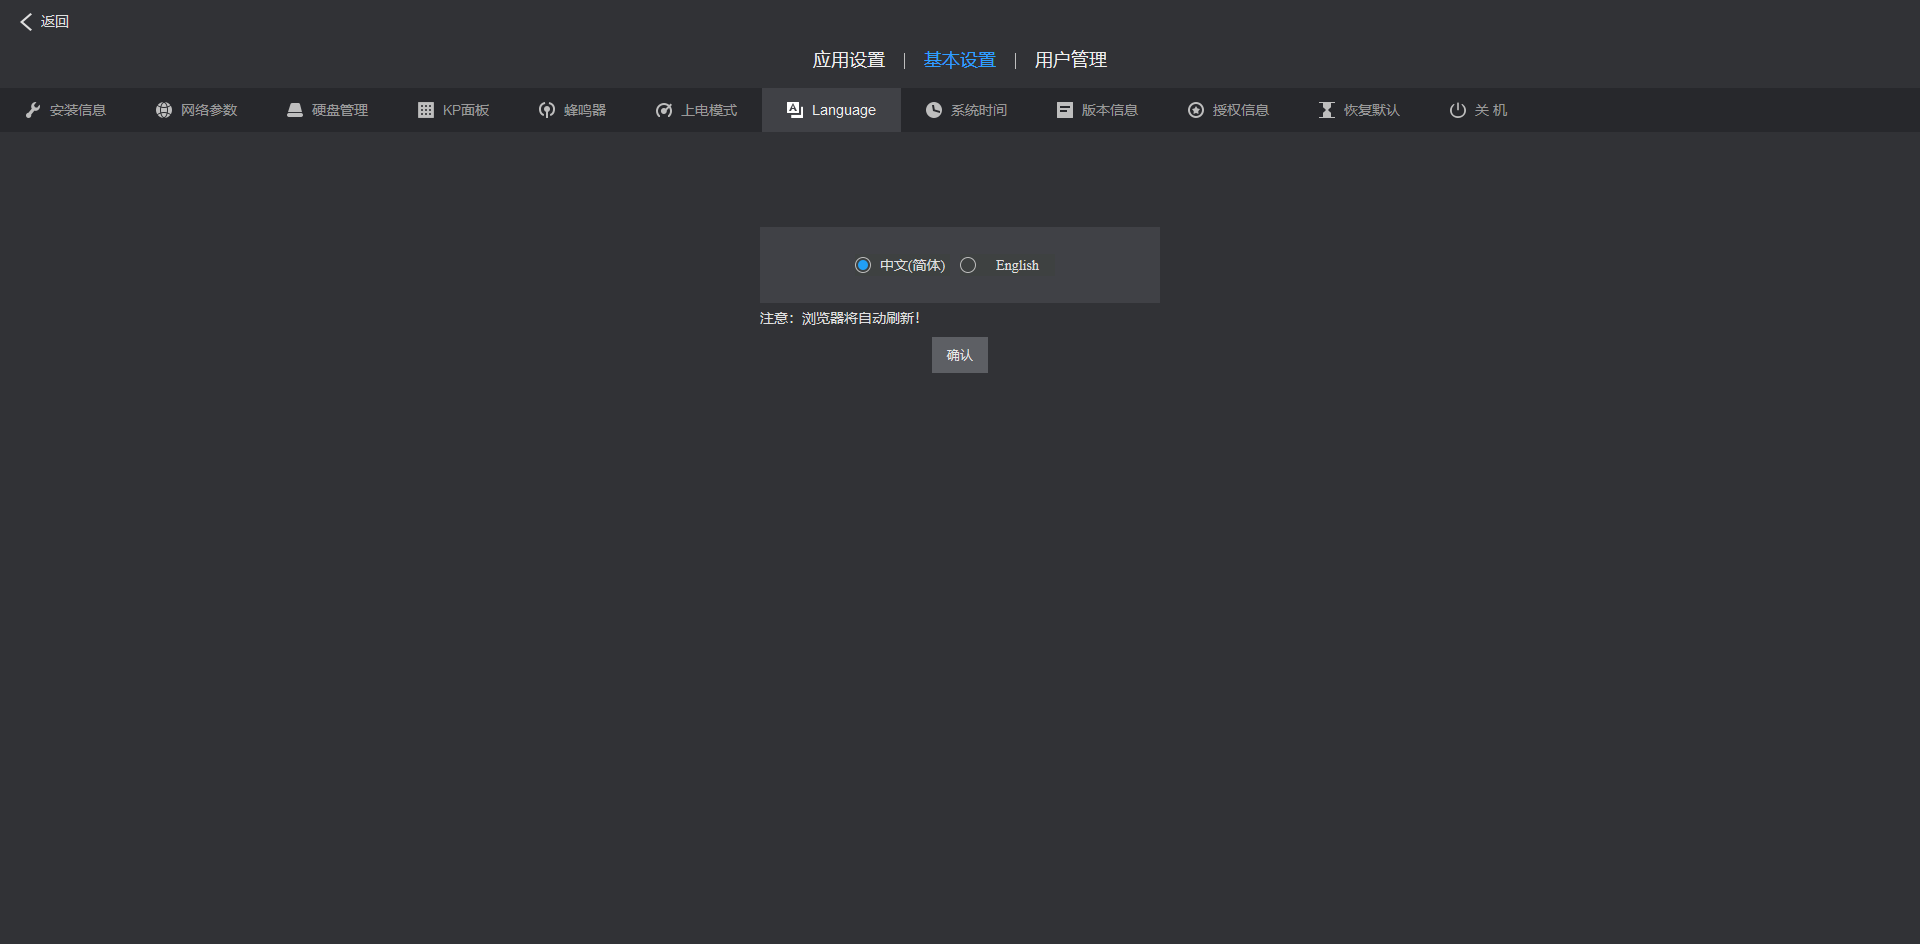 返回
应用设置 | 基本设置 | 用户管理
安装信息 网络参数 硬盘管理 KP面板 蜂鸣器 上电模式 Language 系统时间 版本信息 授权信息 恢复默认 关 机
中文(简体) English
注意：浏览器将自动刷新！
确认